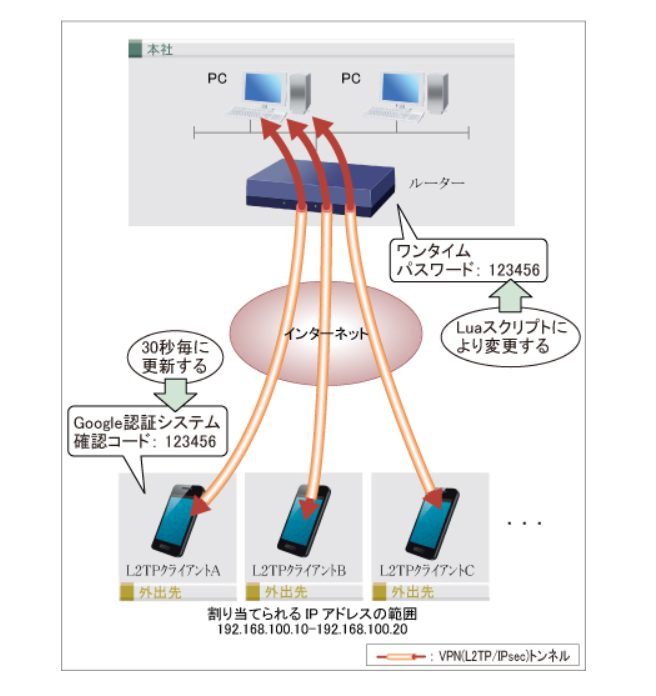 本社
PC
PC
ルーター
ワンタイム
パスワード: 123456
インターネット
Luaスクリプトに
より変更する
30秒毎に
更新する
Google認証システム
確認コード: 123456
L2TPクライアントA
L2TPクライアントB
L2TPクライアントC
・・・
外出先
外出先
外出先
割り当てられる IP アドレスの範囲
192.168.100.10-192.168.100.20
: VPN(L2TP/IPsec)トンネル